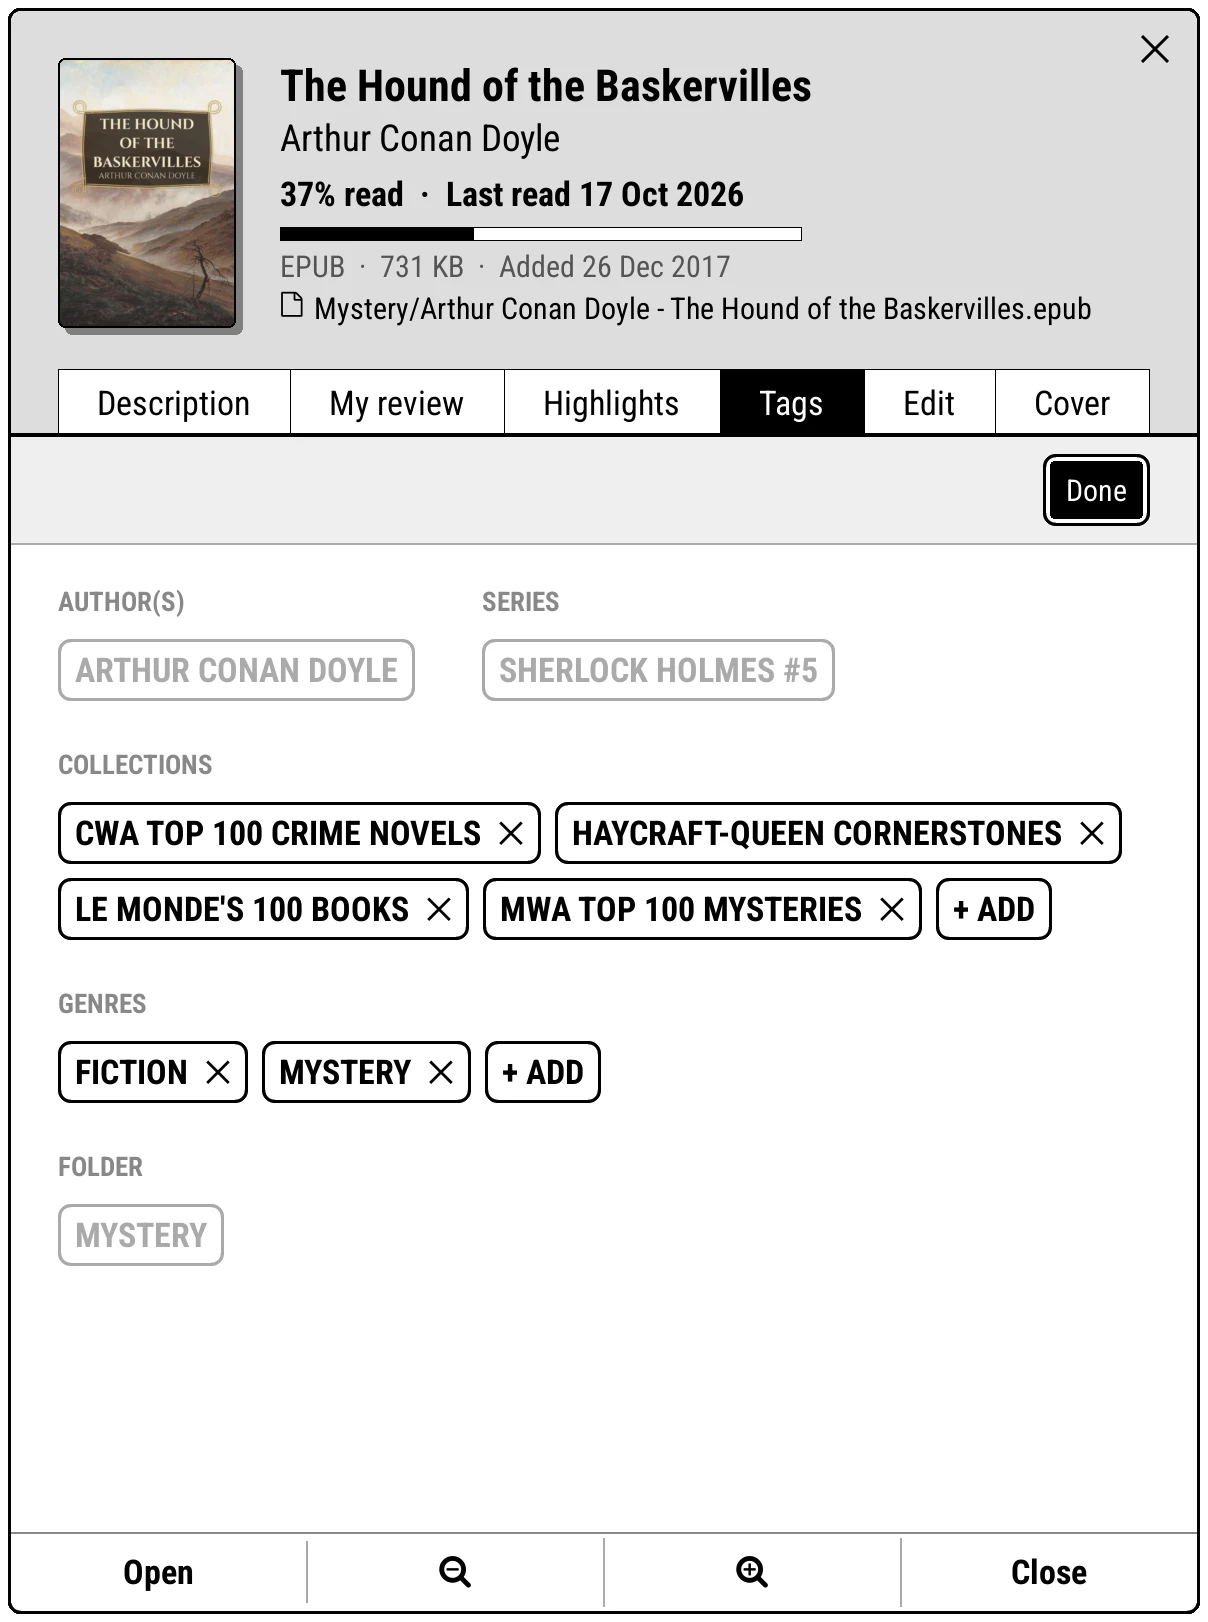 THE HOUND
OF THE
BASKERVILLES
ARTHUR CONAN DOYLE
The Hound of the Baskervilles
Arthur Conan Doyle
37% read · Last read 17 Oct 2026
EPUB · 731 KB · Added 26 Dec 2017
Mystery/Arthur Conan Doyle - The Hound of the Baskervilles.epub
Description My review Highlights Tags Edit Cover
Done
AUTHOR(S) SERIES
ARTHUR CONAN DOYLE SHERLOCK HOLMES #5
COLLECTIONS
CWA TOP 100 CRIME NOVELS HAYCRAFT-QUEEN CORNERSTONES
LE MONDE'S 100 BOOKS MWA TOP 100 MYSTERIES + ADD
GENRES
FICTION MYSTERY + ADD
FOLDER
MYSTERY
Open Close